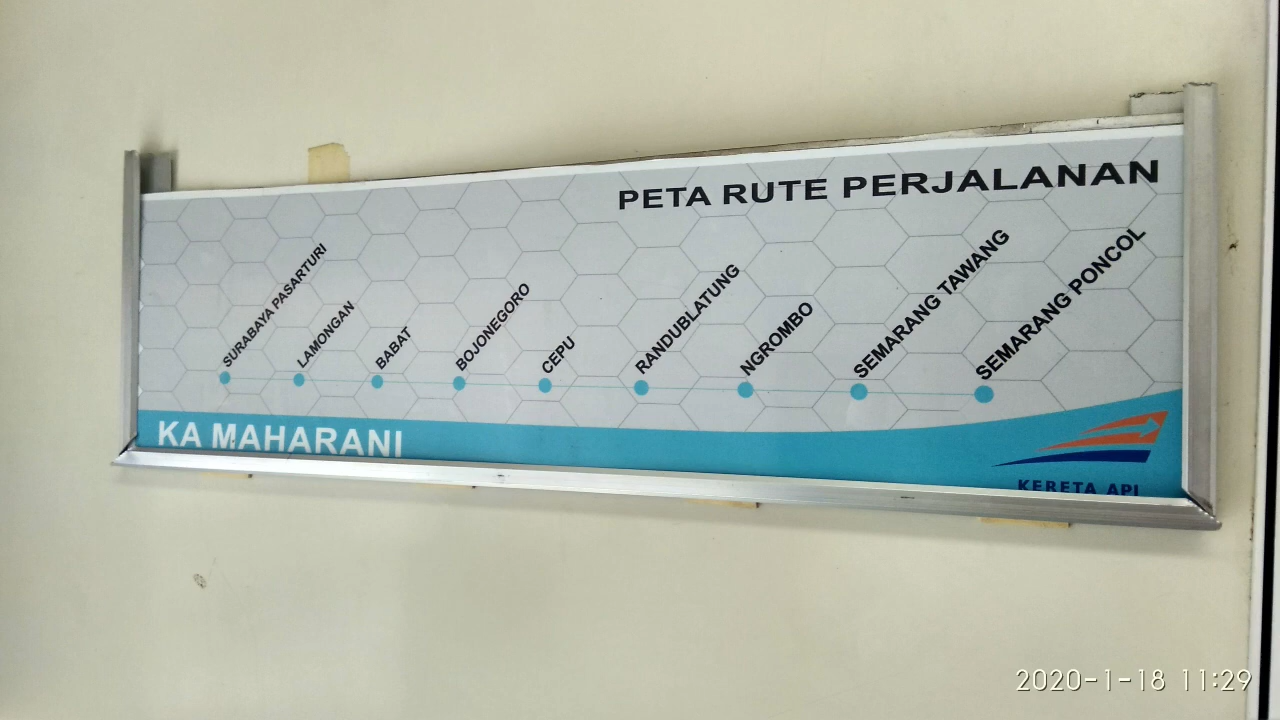 PETA RUTE PERJALANAN
SURABAYA PASARTURI
LAMONGAN
BABAT
BOJONEGORO
CEPU
RANDUBLATUNG
NGROMBO
SEMARANG TAWANG
SEMARANG PONCOL
KA MAHARANI
KERETA API
2020-1-18 11:29